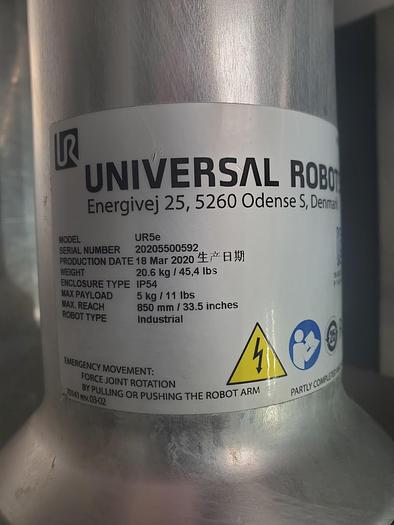 UR
UNIVERSAL ROBOTS
Energivej 25, 5260 Odense S, Denmark
MODEL UR5e
SERIAL NUMBER 20205500592
PRODUCTION DATE 18 Mar 2020 生产日期
WEIGHT 20.6 kg / 45,4 lbs
ENCLOSURE TYPE IP54
MAX PAYLOAD 5 kg / 11 lbs
MAX. REACH 850 mm / 33.5 inches
ROBOT TYPE Industrial
EMERGENCY MOVEMENT:
FORCE JOINT ROTATION
BY PULLING OR PUSHING THE ROBOT ARM
PARTLY COMPLETED